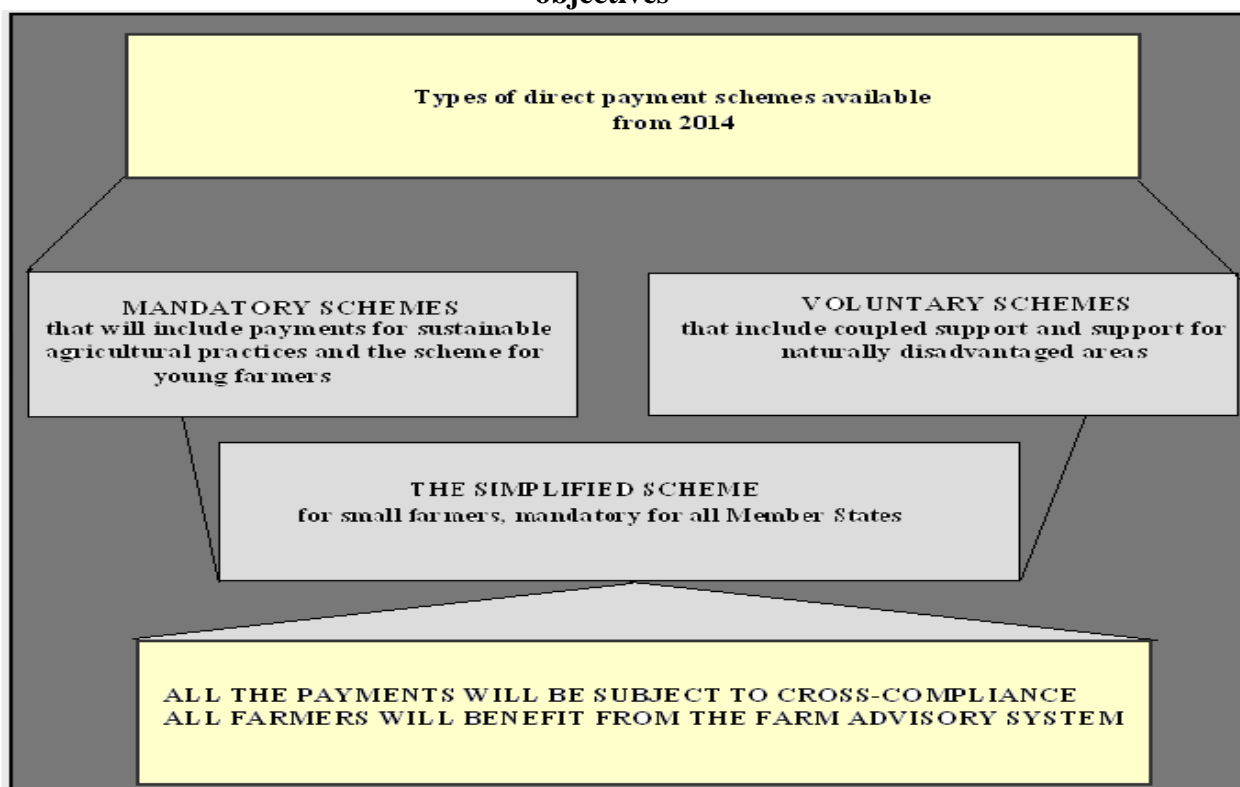 objectives
Types of direct payment schemes available
from 2014
MANDATORY SCHEMES
that will include payments for sustainable
agricultural practices and the scheme for
young farmers
VOLUNTARY SCHEMES
that include coupled support and support for
naturally disadvantaged areas
THE SIMPLIFIED SCHEME
for small farmers, mandatory for all Member States
ALL THE PAYMENTS WILL BE SUBJECT TO CROSS-COMPLIANCE
ALL FARMERS WILL BENEFIT FROM THE FARM ADVISORY SYSTEM